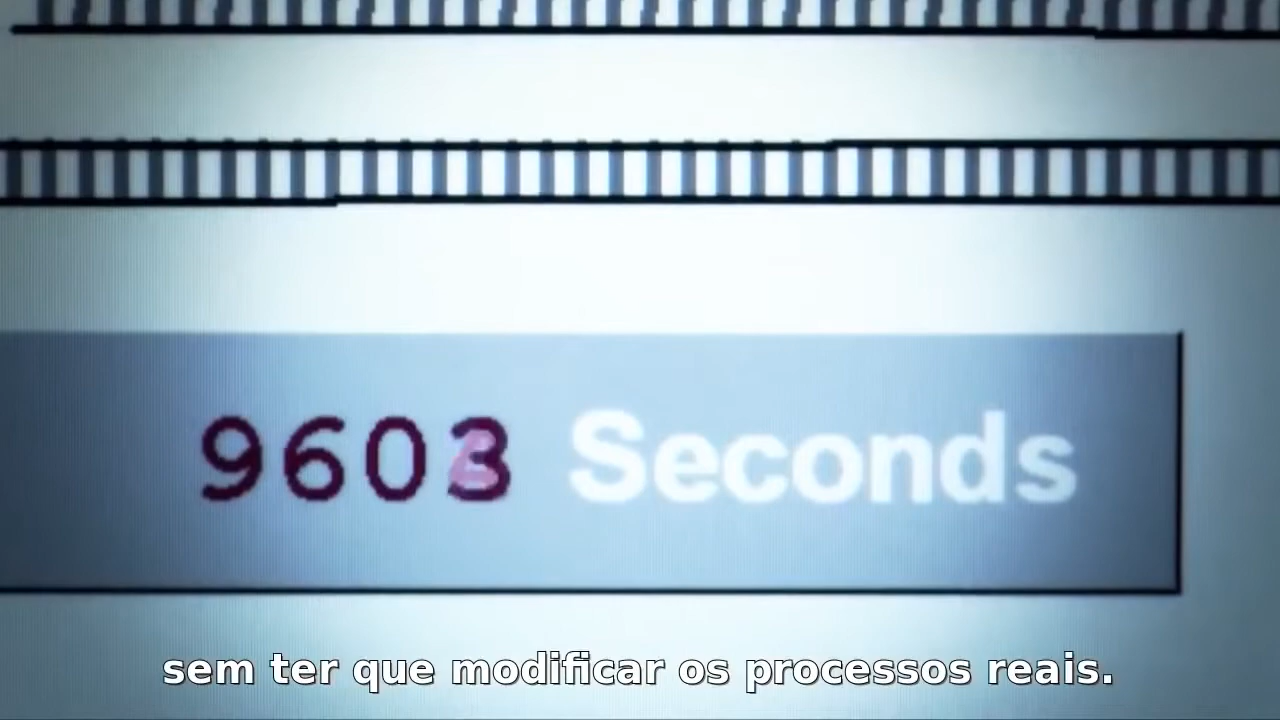 9603 Seconds
sem ter que modificar os processos reais.